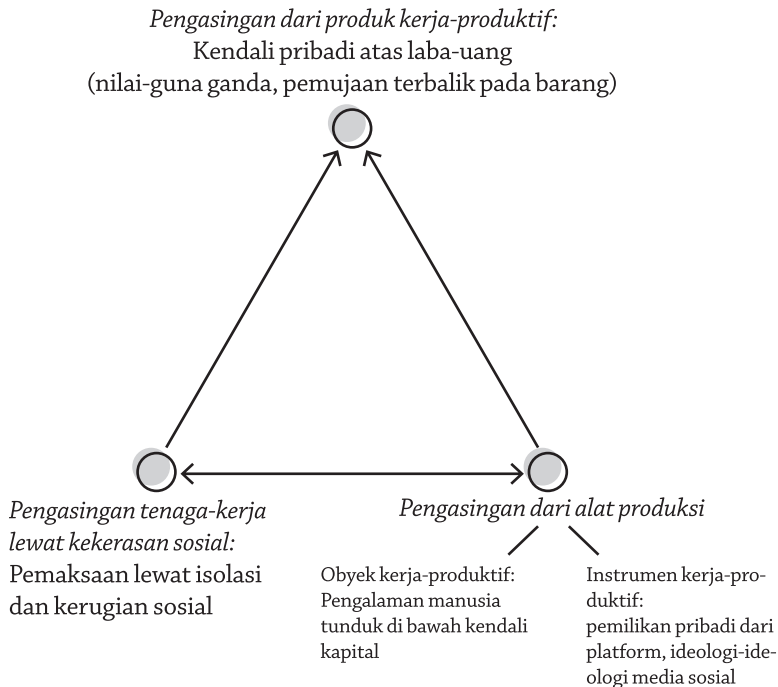 Pengasingan dari produk kerja-produktif:
Kendali pribadi atas laba-uang
(nilai-guna ganda, pemujaan terbalik pada barang)
Pengasingan tenaga-kerja
lewat kekerasan sosial:
Pemaksaan lewat isolasi
dan kerugian sosial
Pengasingan dari alat produksi
Obyek kerja-produktif:
Pengalaman manusia
tunduk di bawah kendali
kapital
Instrumen kerja-pro-
duktif:
pemilikan pribadi dari
platform, ideologi-ide-
ologi media sosial